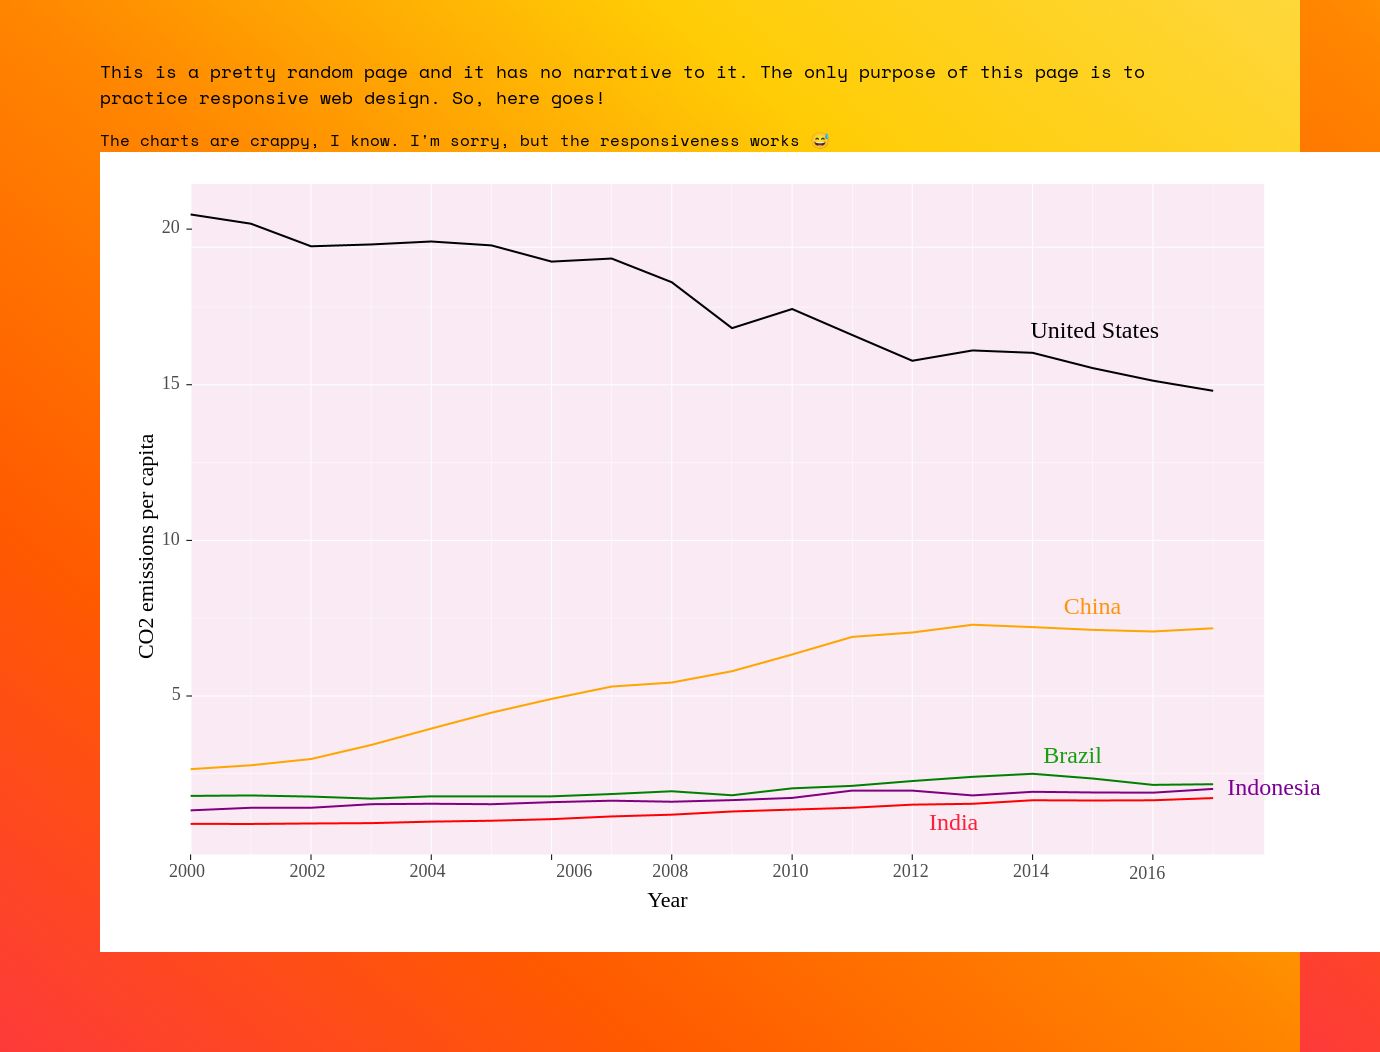 This is a pretty random page and it has no narrative to it. The only purpose of this page is to
practice responsive web design. So, here goes!
The charts are crappy, I know. I'm sorry, but the responsiveness works 😅
20
United States
15
CO2 emissions per capita
10
China
5
Brazil
Indonesia
India
2000 2002 2004 2006 2008 2010 2012 2014 2016
Year